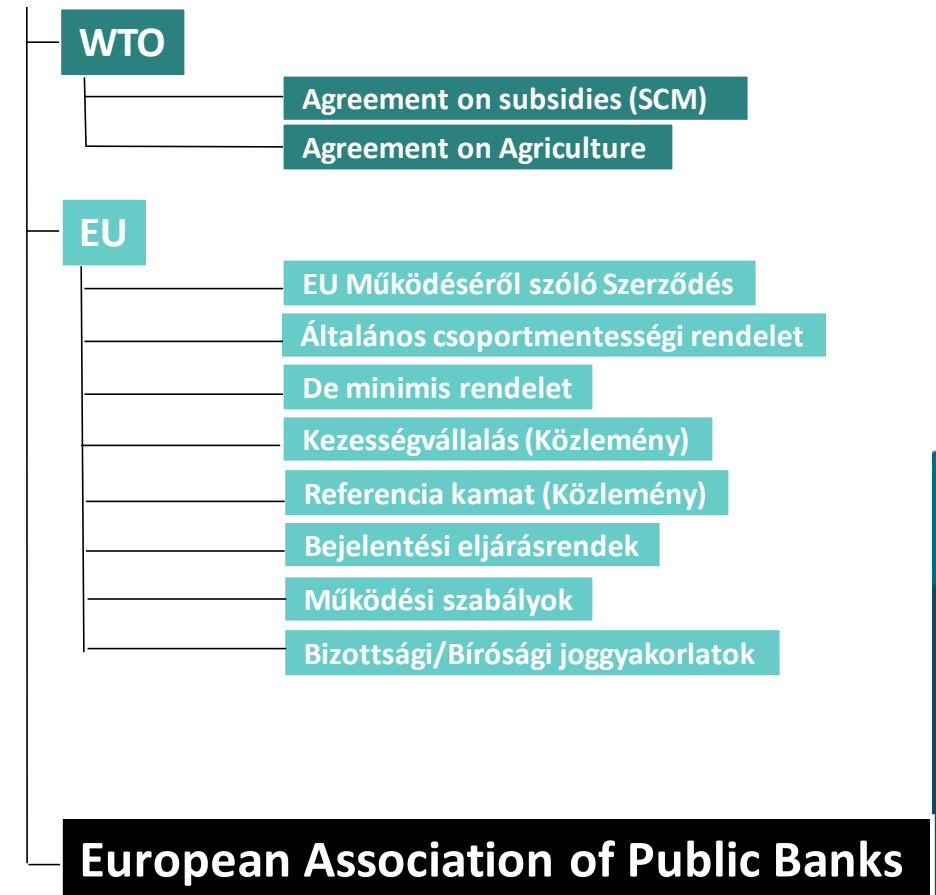 WTO
Agreement on subsidies (SCM)
Agreement on Agriculture
EU
EU Működéséről szóló Szerződés
Általános csoportmentességi rendelet
De minimis rendelet
Kezességvállalás (Közlemény)
Referencia kamat (Közlemény)
Bejelentési eljárásrendek
Működési szabályok
Bizottsági/Bírósági joggyakorlatok
European Association of Public Banks